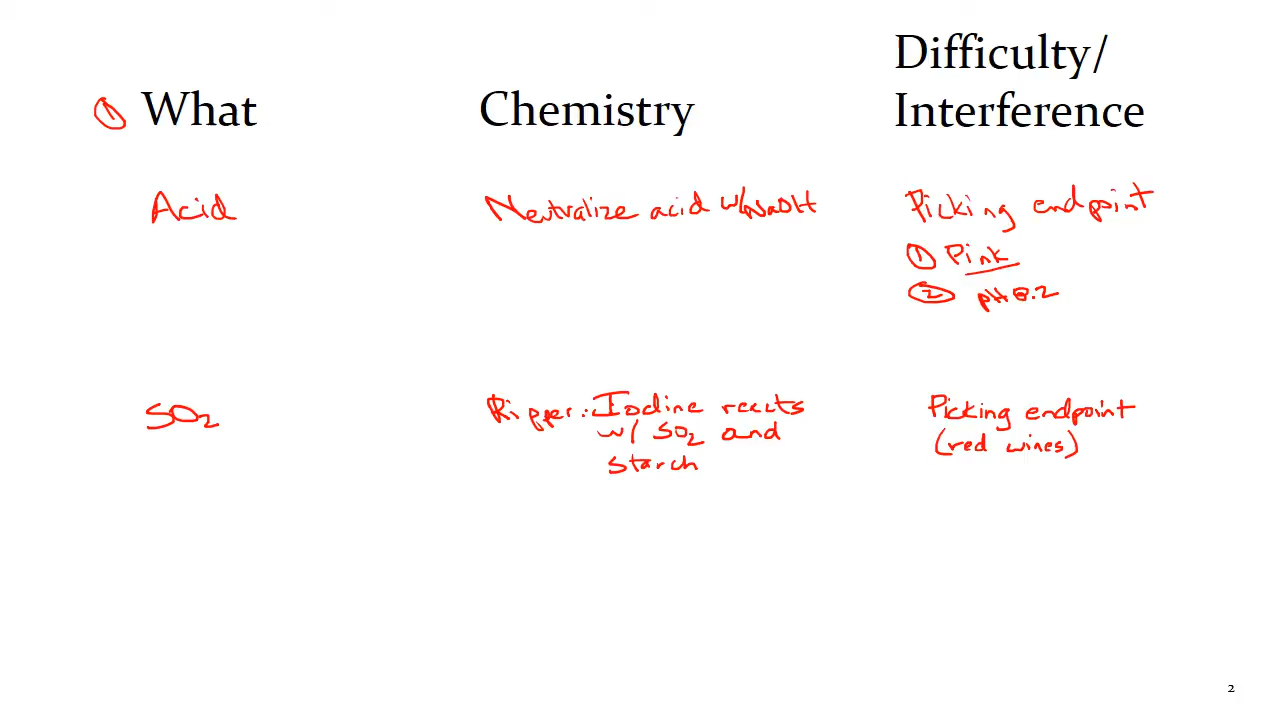 ① What
Chemistry
Difficulty/
Interference
Acid
Neutralize acid w/NaOH
Picking endpoint
① Pink
② pH 8.2
SO₂
Ripper: Iodine reacts
w/ SO₂ and
starch
Picking endpoint
(red wines)
2